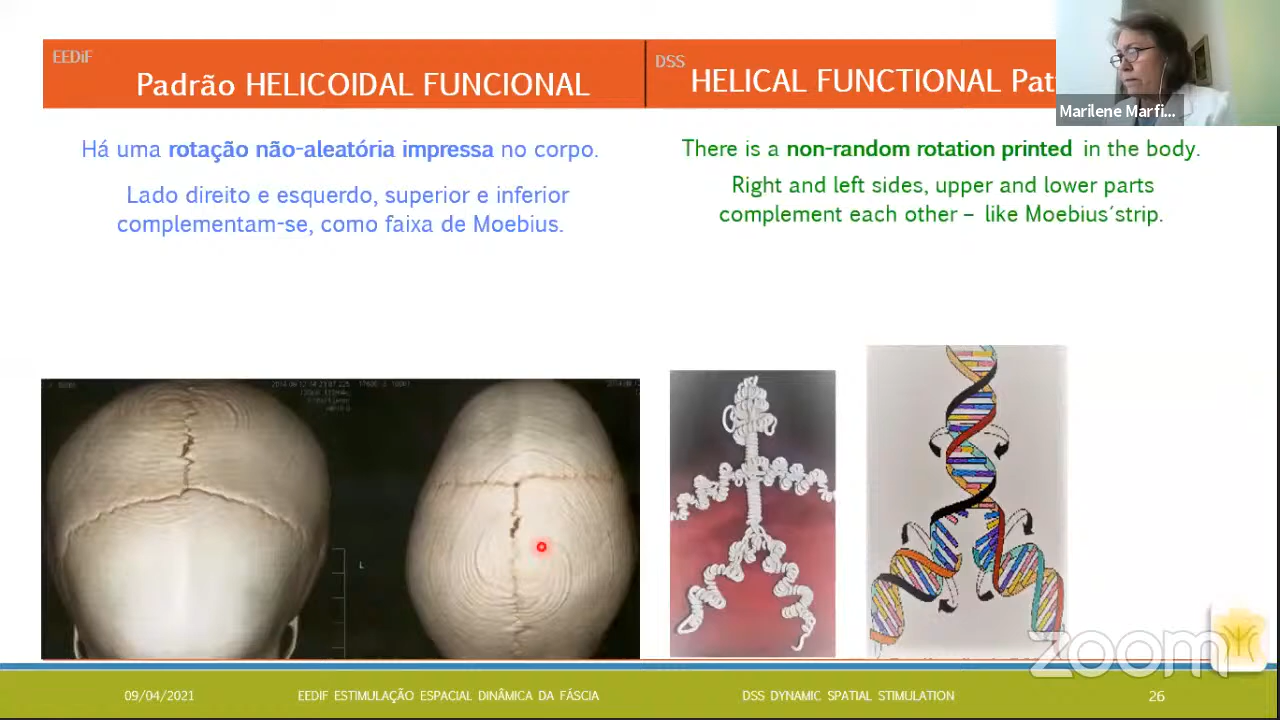 EEDiF
Padrão HELICOIDAL FUNCIONAL
DSS
HELICAL FUNCTIONAL Pat
Marilene Marfi...
Há uma rotação não-aleatória impressa no corpo.
Lado direito e esquerdo, superior e inferior
complementam-se, como faixa de Moebius.
There is a non-random rotation printed in the body.
Right and left sides, upper and lower parts
complement each other – like Moebius´strip.
L
zoom
09/04/2021
EEDIF ESTIMULAÇÃO ESPACIAL DINÂMICA DA FÁSCIA
DSS DYNAMIC SPATIAL STIMULATION
26